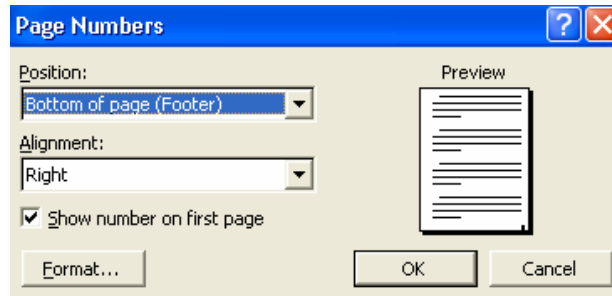 Page Numbers
Position:
Preview
Bottom of page (Footer)
Alignment:
Right
Show number on first page
Format...
OK
Cancel